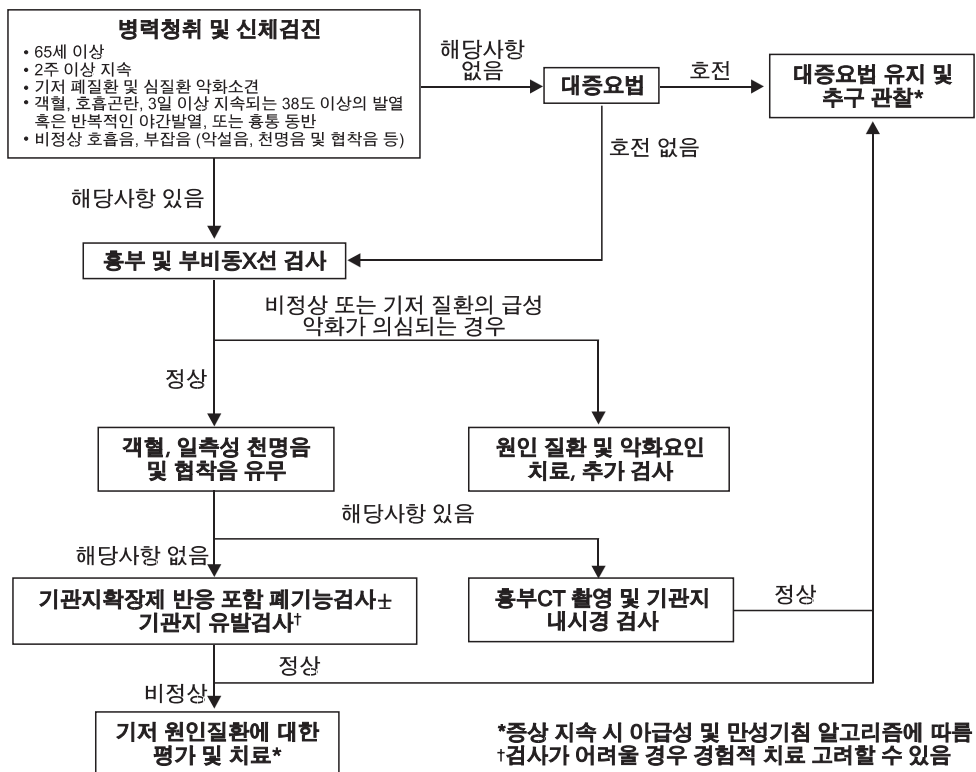 병력청취 및 신체검진
• 65세 이상
• 2주 이상 지속
• 기저 폐질환 및 심질환 악화소견
• 객혈, 호흡곤란, 3일 이상 지속되는 38도 이상의 발열
혹은 반복적인 야간발열, 또는 흉통 동반
• 비정상 호흡음, 부잡음 (악설음, 천명음 및 협착음 등)
해당사항
없음
대증요법
호전
대증요법 유지 및
추구 관찰*
호전 없음
해당사항 있음
흉부 및 부비동X선 검사
비정상 또는 기저 질환의 급성
악화가 의심되는 경우
정상
객혈, 일측성 천명음
및 협착음 유무
원인 질환 및 악화요인
치료, 추가 검사
해당사항 있음
해당사항 없음
기관지확장제 반응 포함 폐기능검사±
기관지 유발검사†
흉부CT 촬영 및 기관지
내시경 검사
정상
정상
비정상
기저 원인질환에 대한
평가 및 치료*
*증상 지속 시 아급성 및 만성기침 알고리즘에 따름
†검사가 어려울 경우 경험적 치료 고려할 수 있음